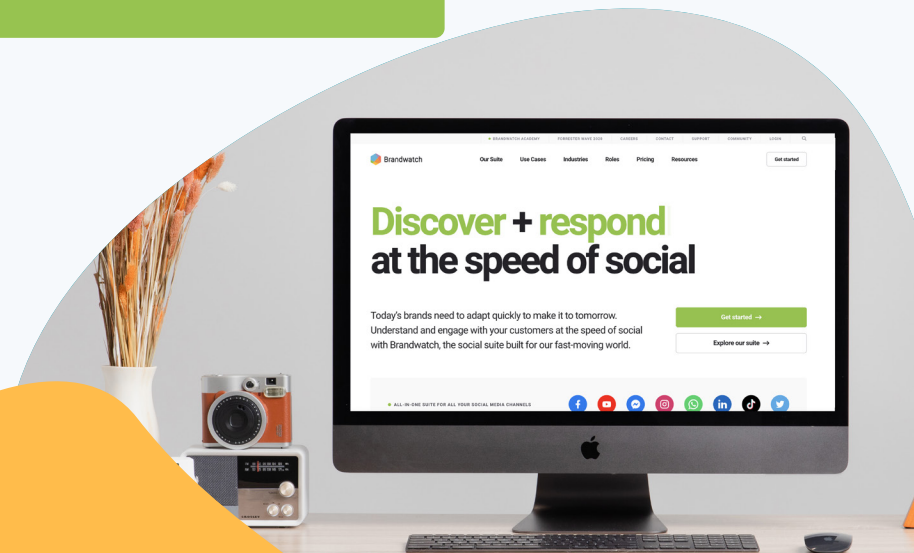 BRANDWATCH ACADEMY FORRESTER WAVE 2020 CAREERS CONTACT SUPPORT COMMUNITY LOGIN
Brandwatch Our Suite Use Cases Industries Roles Pricing Resources Get started
Discover + respond
at the speed of social
Today's brands need to adapt quickly to make it to tomorrow.
Understand and engage with your customers at the speed of social
with Brandwatch, the social suite built for our fast-moving world.
Get started →
Explore our suite →
ALL-IN-ONE SUITE FOR ALL YOUR SOCIAL MEDIA CHANNELS
CROSLEY